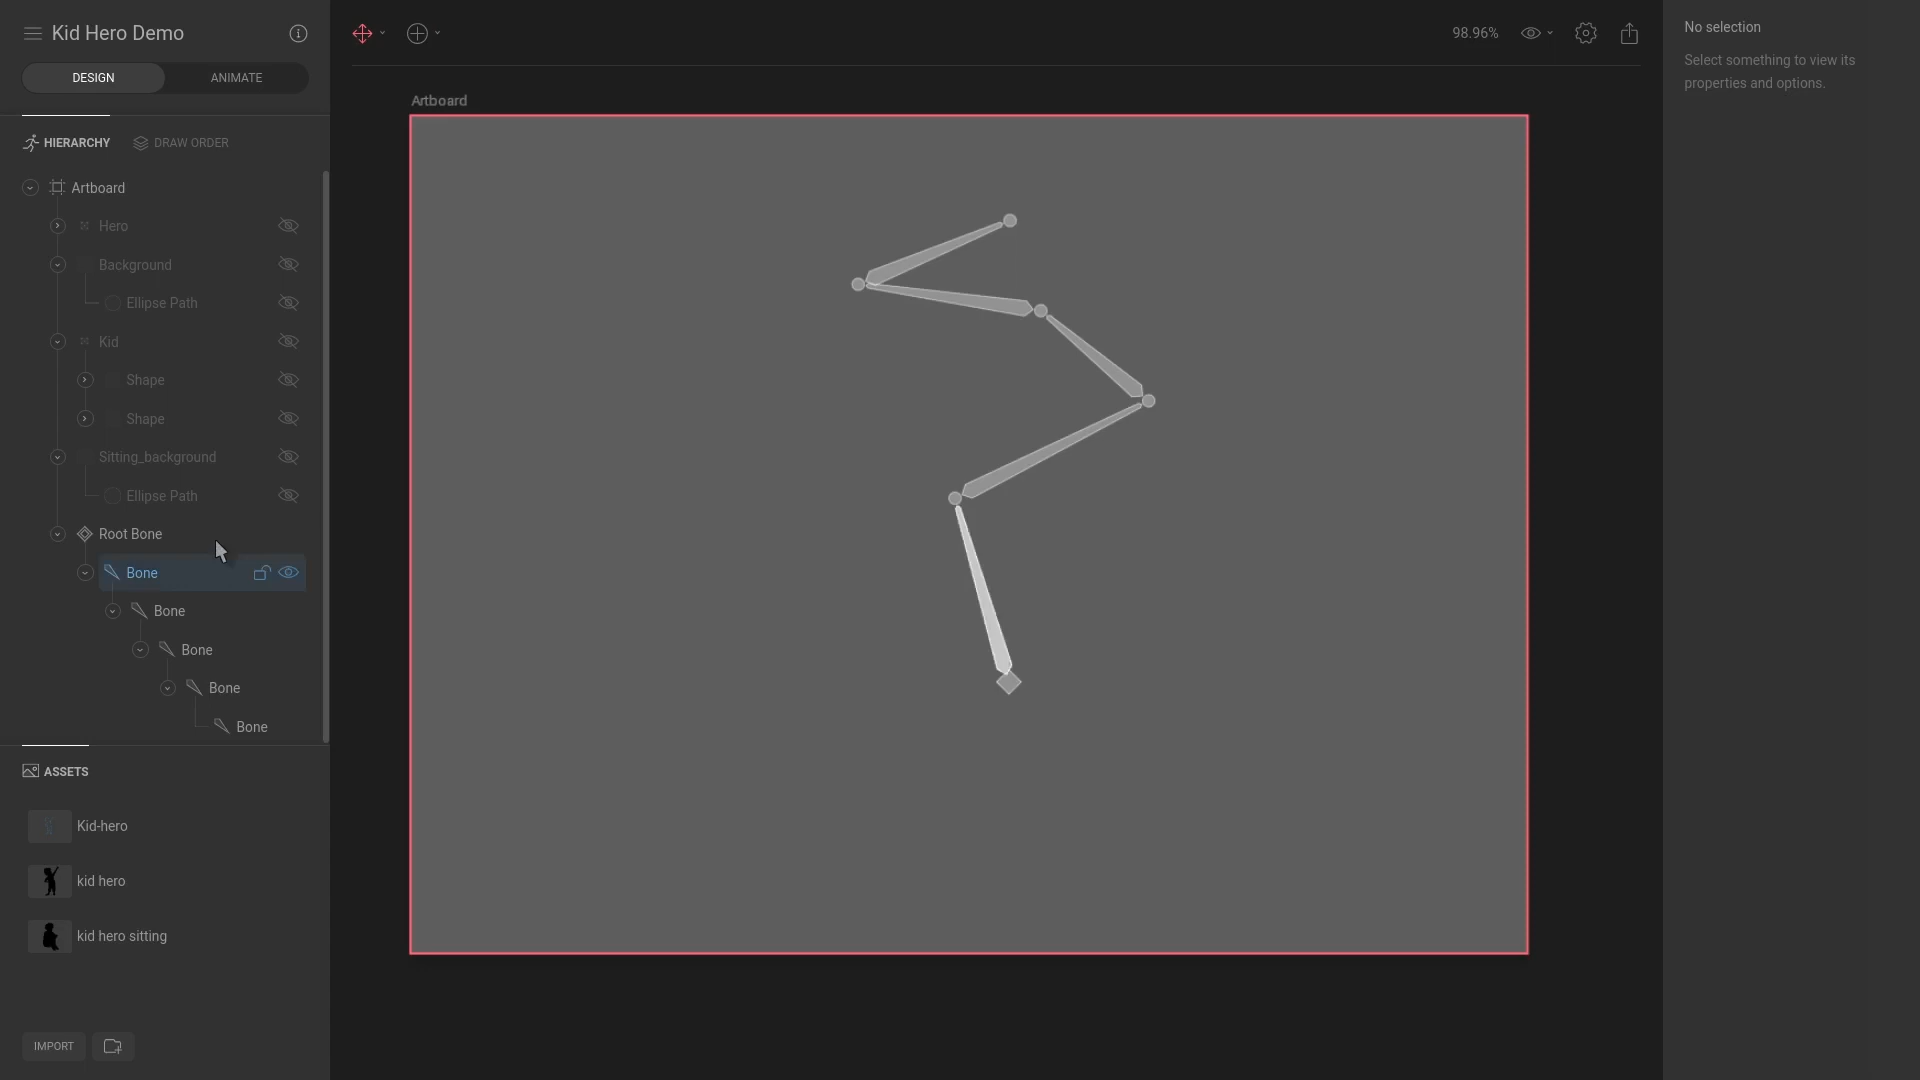 Kid Hero Demo
DESIGN
ANIMATE
HIERARCHY
DRAW ORDER
Artboard
Hero
Background
Ellipse Path
Kid
Shape
Shape
Sitting_background
Ellipse Path
Root Bone
Bone
Bone
Bone
Bone
Bone
ASSETS
Kid-hero
kid hero
kid hero sitting
IMPORT
98.96%
Artboard
No selection
Select something to view its
properties and options.